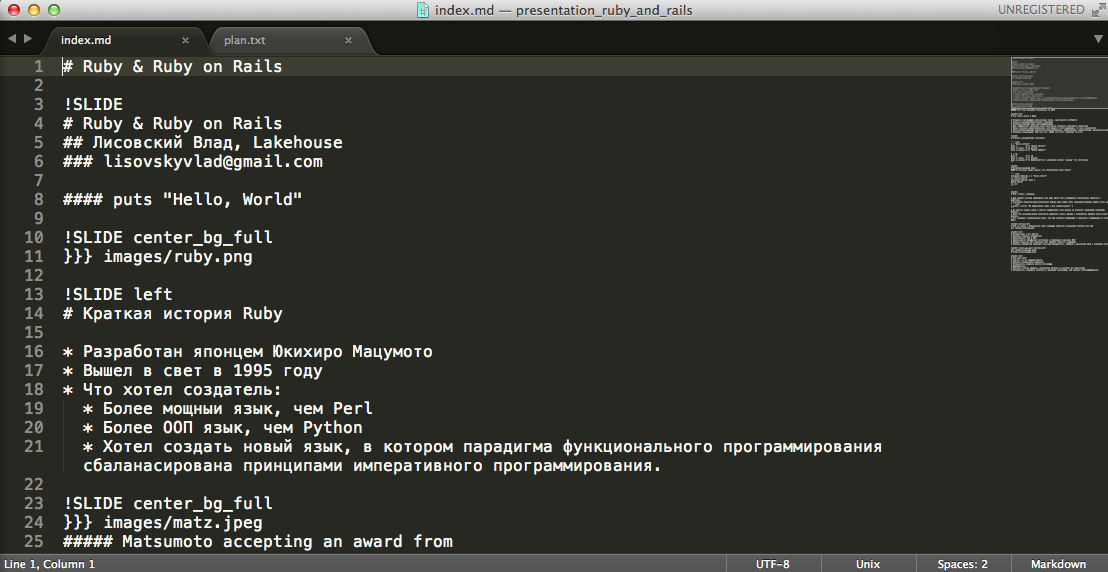 index.md — presentation_ruby_and_rails
UNREGISTERED
index.md
plan.txt
1 # Ruby & Ruby on Rails
2
3 !SLIDE
4 # Ruby & Ruby on Rails
5 ## Лисовский Влад, Lakehouse
6 ### lisovskyvlad@gmail.com
7
8 #### puts "Hello, World"
9
10 !SLIDE center_bg_full
11 }}} images/ruby.png
12
13 !SLIDE left
14 # Краткая история Ruby
15
16 * Разработан японцем Юкихиро Мацумото
17 * Вышел в свет в 1995 году
18 * Что хотел создатель:
19 * Более мощный язык, чем Perl
20 * Более ООП язык, чем Python
21 * Хотел создать новый язык, в котором парадигма функционального программирования
сбаланасирована принципами императивного программирования.
22
23 !SLIDE center_bg_full
24 }}} images/matz.jpeg
25 ##### Matsumoto accepting an award from
Line 1, Column 1
UTF-8
Unix
Spaces: 2
Markdown